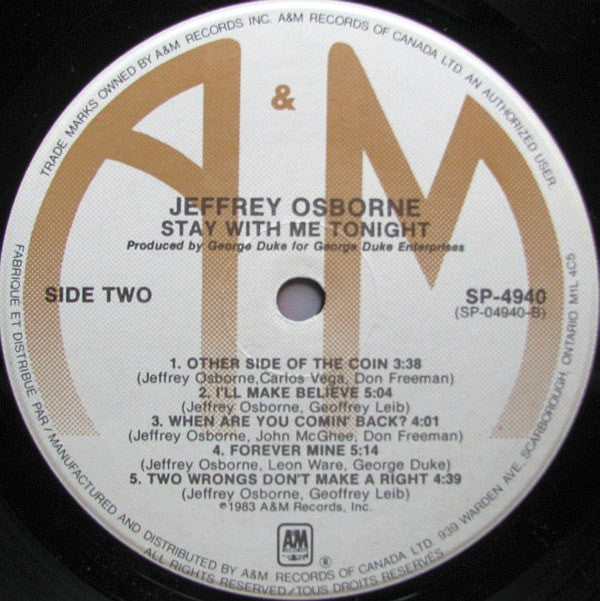 TRADE MARKS OWNED BY A&M RECORDS INC. A&M RECORDS OF CANADA LTD. AN AUTHORIZED USER
&
A M
JEFFREY OSBORNE
STAY WITH ME TONIGHT
Produced by George Duke for George Duke Enterprises
SIDE TWO
SP-4940
(SP-04940-B)
1. OTHER SIDE OF THE COIN 3:38
(Jeffrey Osborne,Carlos Vega, Don Freeman)
2. I'LL MAKE BELIEVE 5:04
(Jeffrey Osborne, Geoffrey Leib)
3. WHEN ARE YOU COMIN' BACK? 4:01
(Jeffrey Osborne, John McGhee, Don Freeman)
4. FOREVER MINE 5:14
(Jeffrey Osborne, Leon Ware, George Duke)
5. TWO WRONGS DON'T MAKE A RIGHT 4:39
(Jeffrey Osborne, Geoffrey Leib)
℗1983 A&M Records, Inc.
A&M
RECORDS
®
FABRIQUÉ ET DISTRIBUÉ PAR / MANUFACTURED AND DISTRIBUTED BY A&M RECORDS OF CANADA LTD. 939 WARDEN AVE. SCARBOROUGH, ONTARIO M1L 4C5
ALL RIGHTS RESERVED/TOUS DROITS RESERVÉS